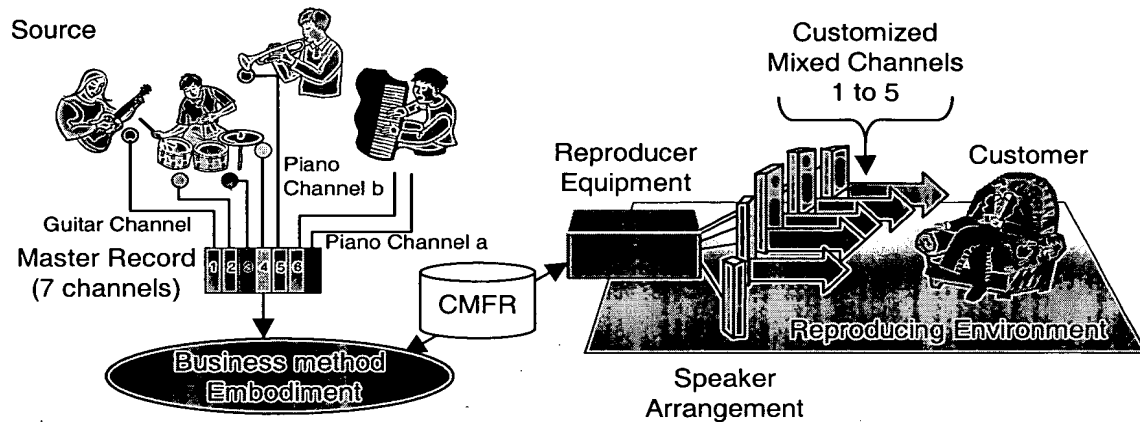 Source
Customized
Mixed Channels
1 to 5
Piano
Channel b
Reproducer
Equipment
Customer
Guitar Channel
Piano Channel a
Master Record
(7 channels)
1 2 3 4 5 6
CMFR
Reproducing Environment
Business method
Embodiment
Speaker
Arrangement